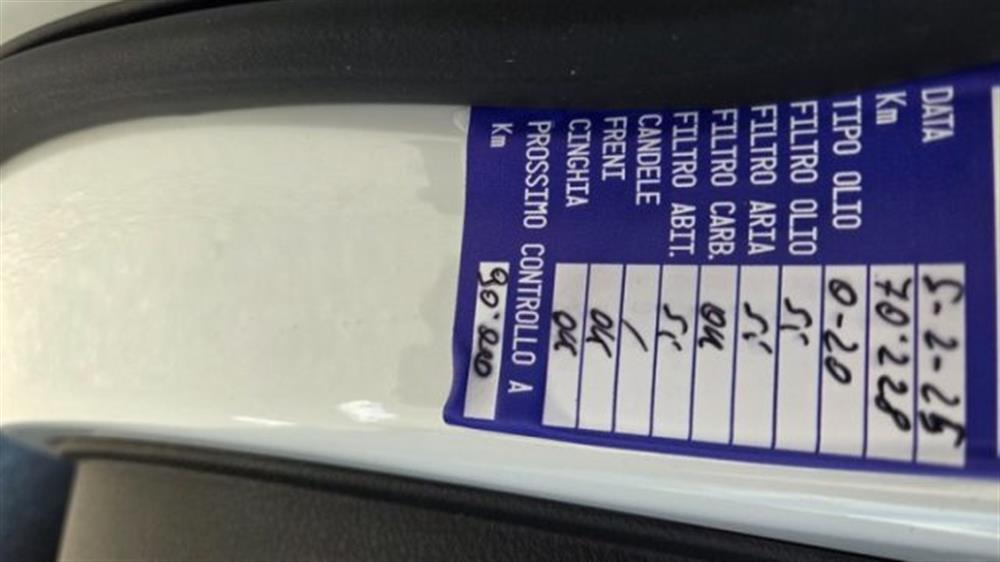 DATA 5-2-25
Km 70'228
TIPO OLIO 0-20
FILTRO OLIO Si
FILTRO ARIA Si
FILTRO CARB. OK
FILTRO ABIT. Si
CANDELE /
FRENI OK
CINGHIA OK
PROSSIMO CONTROLLO A
Km 90'000